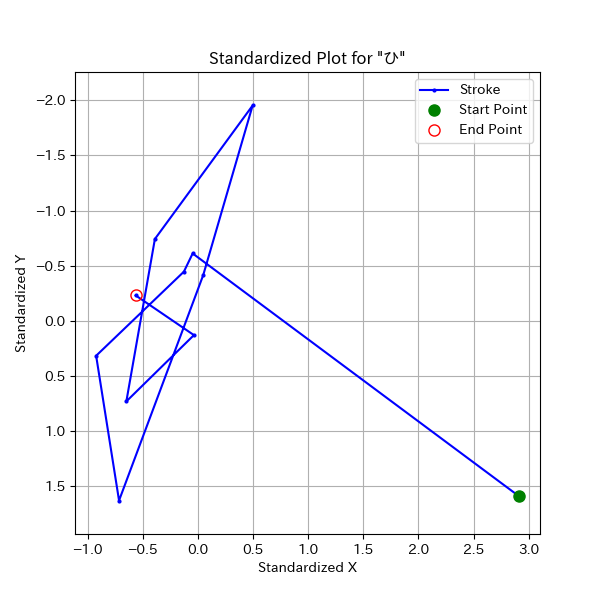 Standardized Plot for "ひ"
Stroke
Start Point
End Point
−2.0
−1.5
−1.0
−0.5
0.0
0.5
1.0
1.5
Standardized Y
−1.0 −0.5 0.0 0.5 1.0 1.5 2.0 2.5 3.0
Standardized X